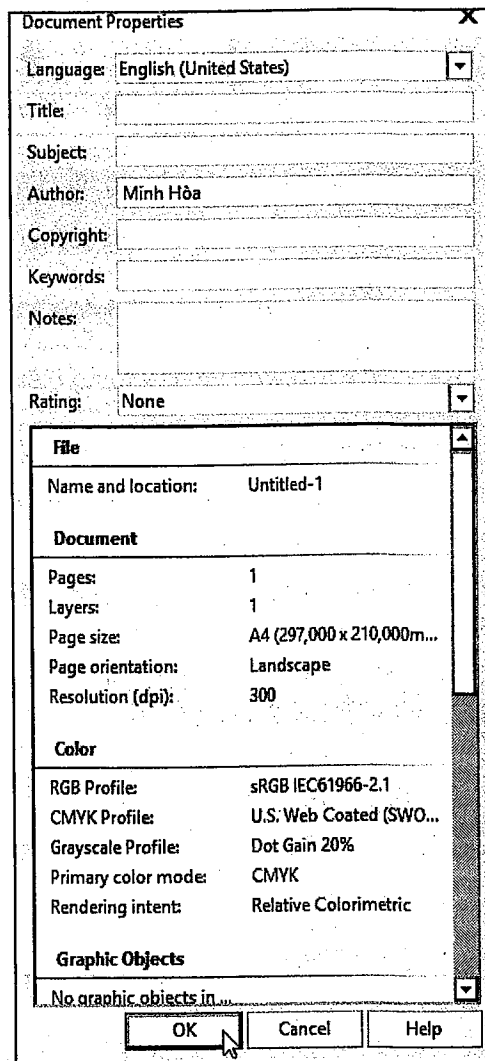 Document Properties X
Language: English (United States)
Title:
Subject:
Author: Minh Hòa
Copyright:
Keywords:
Notes:
Rating: None
File
Name and location: Untitled-1
Document
Pages: 1
Layers: 1
Page size: A4 (297,000 x 210,000m...
Page orientation: Landscape
Resolution (dpi): 300
Color
RGB Profile: sRGB IEC61966-2.1
CMYK Profile: U.S. Web Coated (SWO...
Grayscale Profile: Dot Gain 20%
Primary color mode: CMYK
Rendering intent: Relative Colorimetric
Graphic Objects
No graphic objects in ...
OK Cancel Help